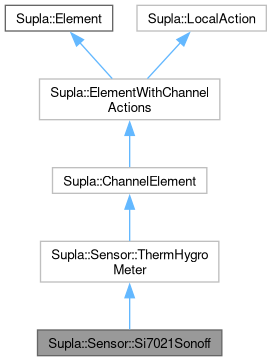 Supla::Element
Supla::LocalAction
Supla::ElementWithChannel
Actions
Supla::ChannelElement
Supla::Sensor::ThermHygro
Meter
Supla::Sensor::Si7021Sonoff